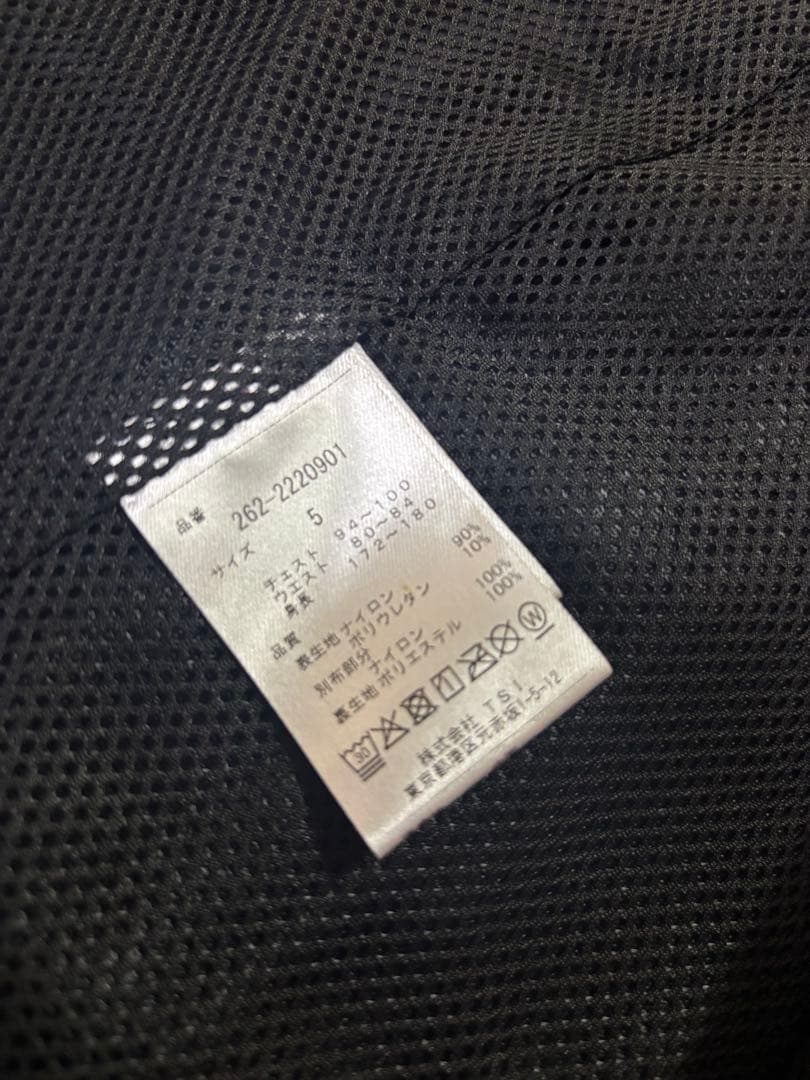 品番 262-2220901
サイズ 5
チェスト 94~100
ウエスト 80~84
身長 172~180
品質
表生地 ナイロン 90%
ポリウレタン 10%
別布部分
ナイロン 100%
裏生地 ポリエステル 100%
30
W
株式会社 TSI
東京都港区元赤坂1-5-12